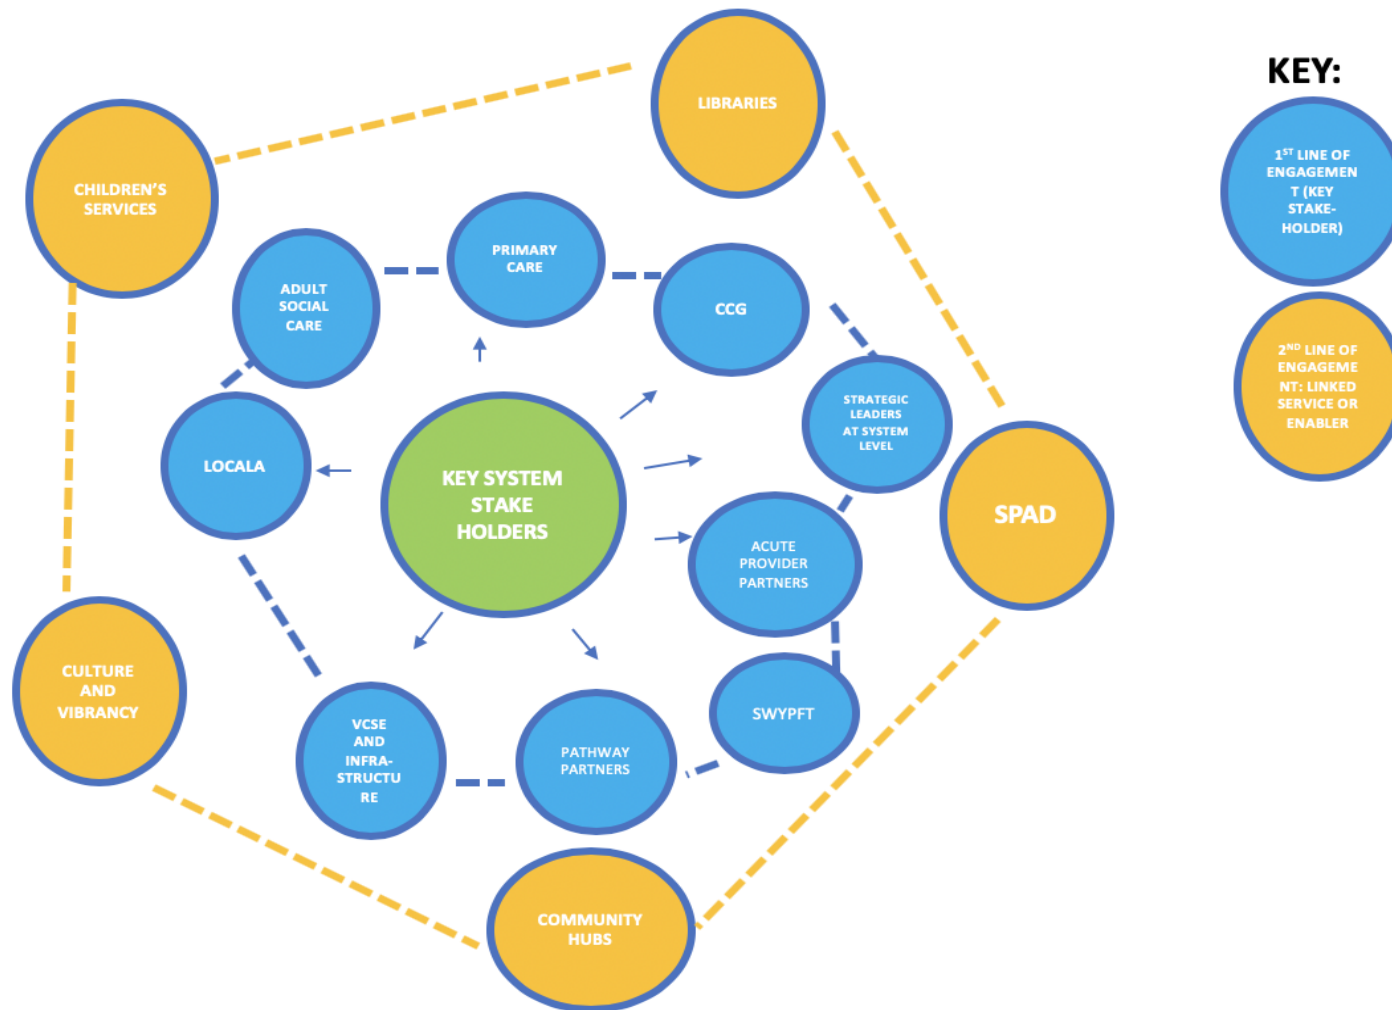 KEY:
LIBRARIES
CHILDREN'S
SERVICES
1ST LINE OF
ENGAGEMEN
T (KEY
STAKE-
HOLDER)
PRIMARY
CARE
ADULT
SOCIAL
CARE
CCG
2ND LINE OF
ENGAGEME
NT: LINKED
SERVICE OR
ENABLER
STRATEGIC
LEADERS
AT SYSTEM
LEVEL
LOCALA
KEY SYSTEM
STAKE
HOLDERS
SPAD
ACUTE
PROVIDER
PARTNERS
CULTURE
AND
VIBRANCY
SWYPFT
VCSE
AND
INFRA-
STRUCTU
RE
PATHWAY
PARTNERS
COMMUNITY
HUBS